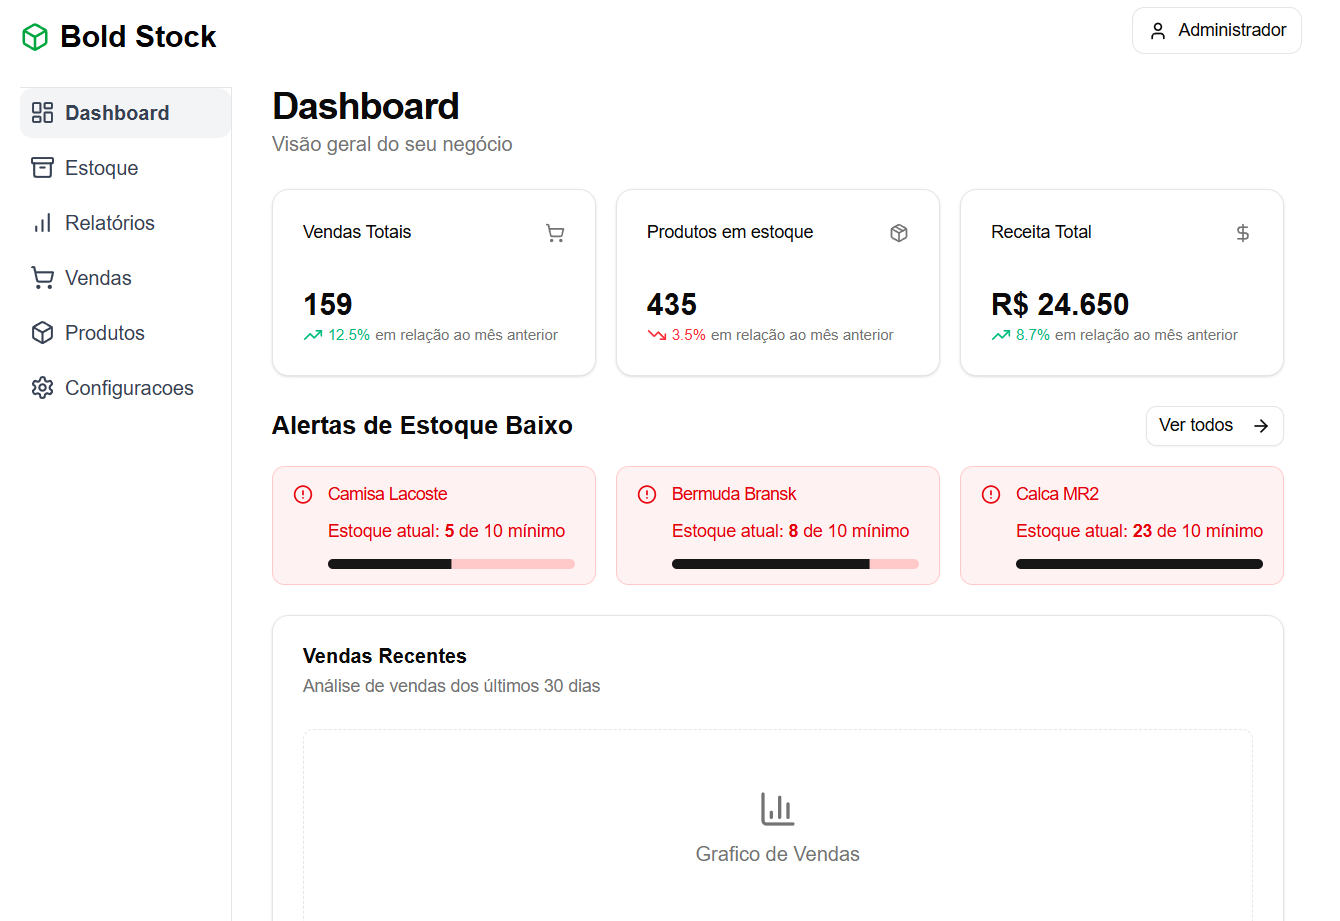 Bold Stock
Administrador
Dashboard
Estoque
Relatórios
Vendas
Produtos
Configuracoes
Dashboard
Visão geral do seu negócio
Vendas Totais
159
12.5% em relação ao mês anterior
Produtos em estoque
435
3.5% em relação ao mês anterior
Receita Total
R$ 24.650
8.7% em relação ao mês anterior
Alertas de Estoque Baixo
Ver todos
Camisa Lacoste
Estoque atual: 5 de 10 mínimo
Bermuda Bransk
Estoque atual: 8 de 10 mínimo
Calca MR2
Estoque atual: 23 de 10 mínimo
Vendas Recentes
Análise de vendas dos últimos 30 dias
Grafico de Vendas